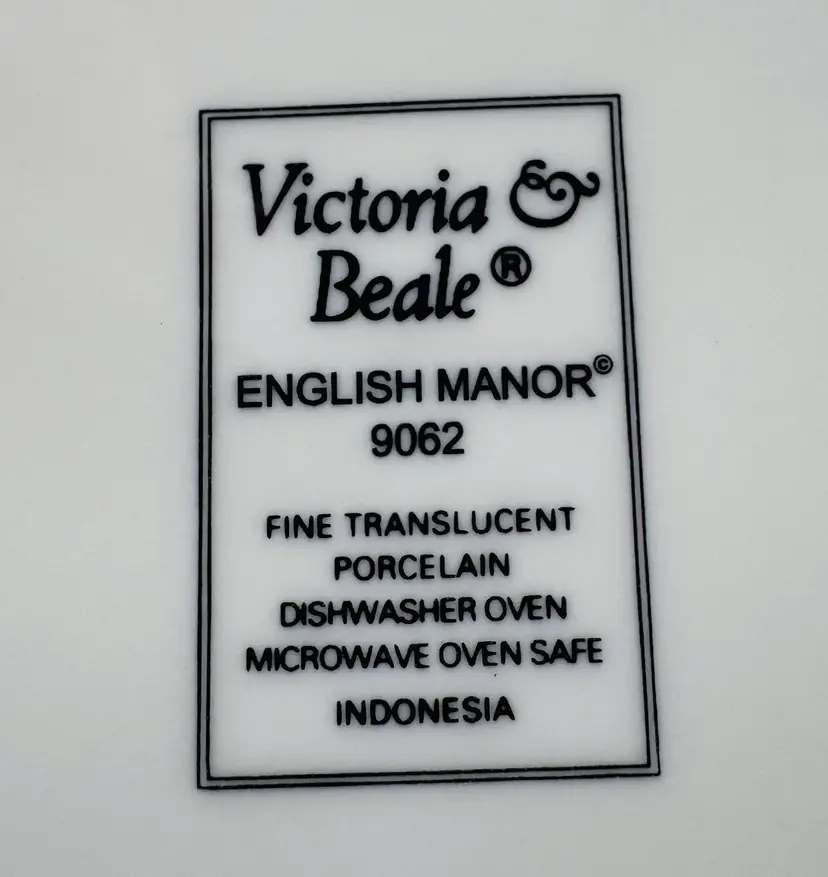 Victoria &
Beale®
ENGLISH MANOR©
9062
FINE TRANSLUCENT
PORCELAIN
DISHWASHER OVEN
MICROWAVE OVEN SAFE
INDONESIA